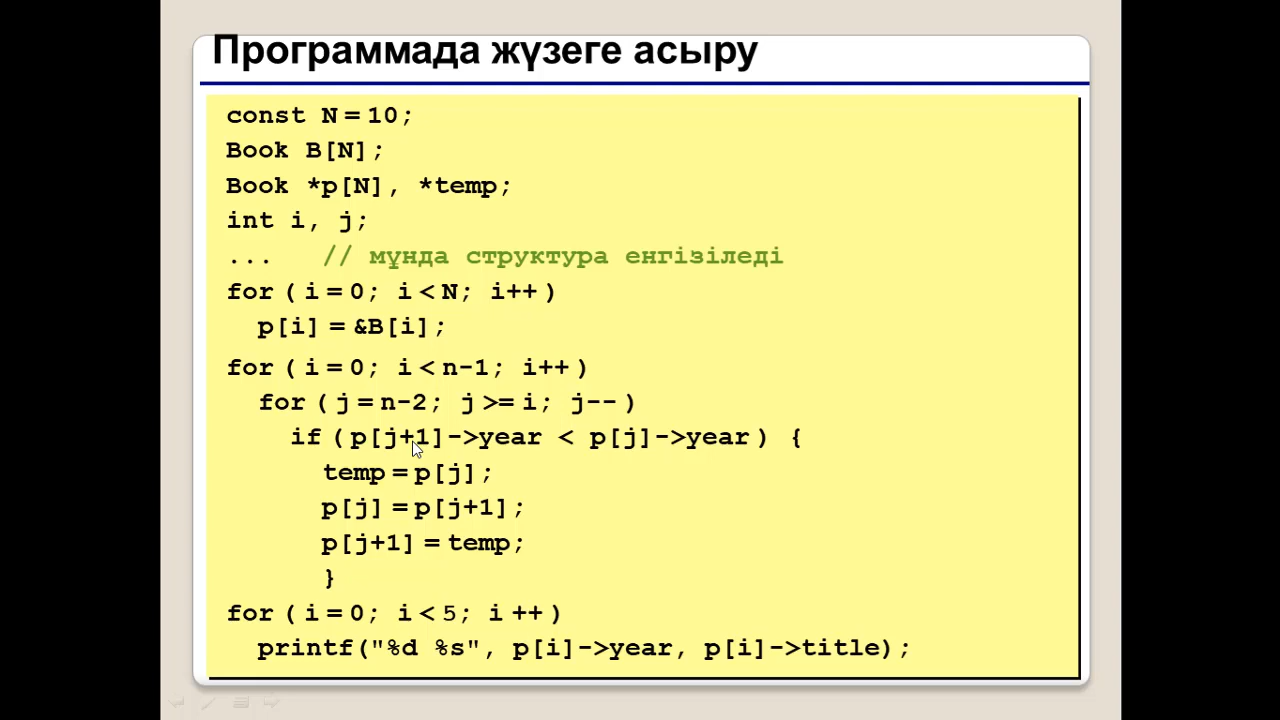 Программада жүзеге асыру
const N = 10;
Book B[N];
Book *p[N], *temp;
int i, j;
... // мұнда структура енгізіледі
for ( i = 0; i < N; i++ )
p[i] = &B[i];
for ( i = 0; i < n-1; i++ )
for ( j = n-2; j >= i; j-- )
if ( p[j+1]->year < p[j]->year ) {
temp = p[j];
p[j] = p[j+1];
p[j+1] = temp;
}
for ( i = 0; i < 5; i ++ )
printf("%d %s", p[i]->year, p[i]->title);